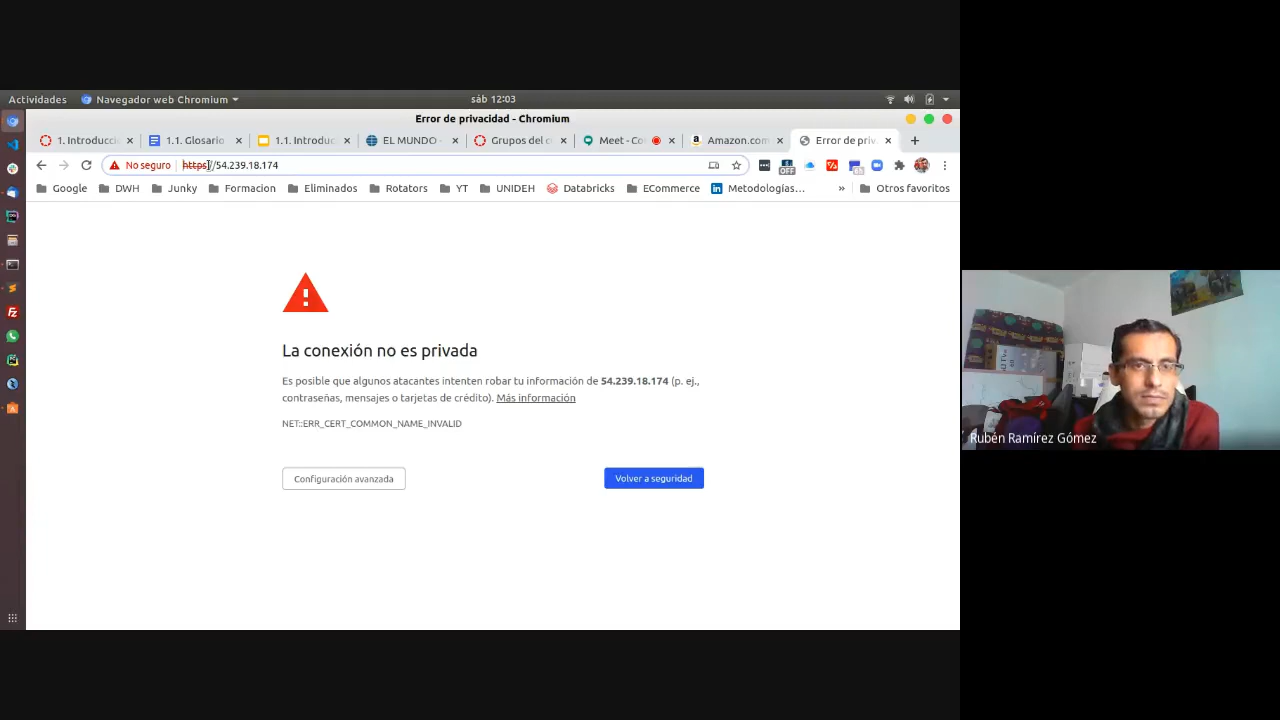 Actividades
Navegador web Chromium
sáb 12:03
Error de privacidad - Chromium
1. Introducci
1.1. Glosario
1.1. Introduc
EL MUNDO -
Grupos del c
Meet - Co
Amazon.com
Error de priv
No seguro
https://54.239.18.174
OFF
Google
DWH
Junky
Formacion
Eliminados
Rotators
YT
UNIDEH
Databricks
ECommerce
Metodologías...
»
Otros favoritos
La conexión no es privada
Es posible que algunos atacantes intenten robar tu información de 54.239.18.174 (p. ej.,
contraseñas, mensajes o tarjetas de crédito). Más información
NET::ERR_CERT_COMMON_NAME_INVALID
Configuración avanzada
Volver a seguridad
Rubén Ramírez Gómez